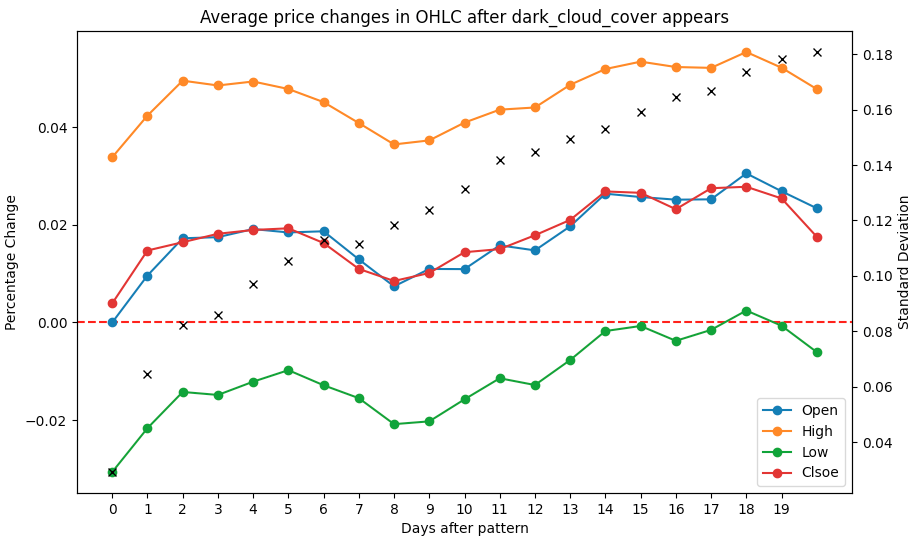 Average price changes in OHLC after dark_cloud_cover appears
Percentage Change
0.04
0.02
0.00
−0.02
0.18
0.16
0.14
0.12
0.10
0.08
0.06
0.04
Standard Deviation
Open
High
Low
Clsoe
0 1 2 3 4 5 6 7 8 9 10 11 12 13 14 15 16 17 18 19
Days after pattern